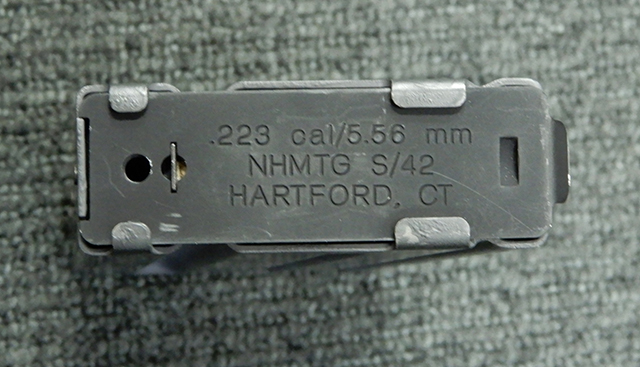 .223 cal/5.56 mm
NHMTG S/42
HARTFORD, CT